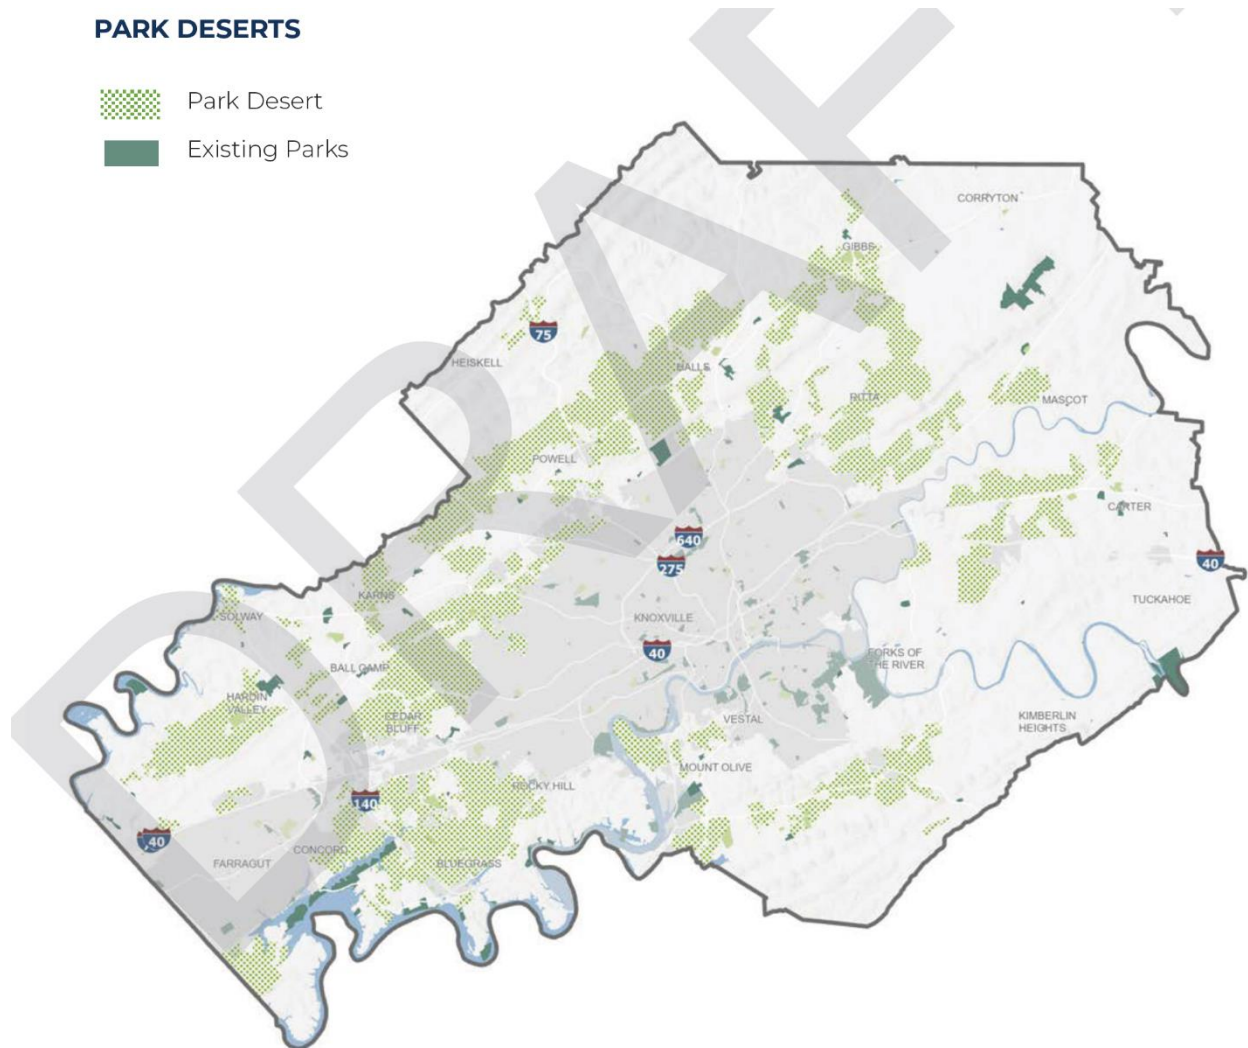 PARK DESERTS
Park Desert
Existing Parks
DRAF
CORRYTON
GIBBS
75
HEISKELL
HALLS
RITTA
MASCOT
POWELL
CARTER
640
275
40
KARNS
TUCKAHOE
SOLWAY
KNOXVILLE
40
FORKS OF
THE RIVER
BALL CAMP
HARDIN
VALLEY
CEDAR
BLUFF
VESTAL
KIMBERLIN
HEIGHTS
MOUNT OLIVE
ROCKY HILL
140
40
CONCORD
FARRAGUT
BLUEGRASS